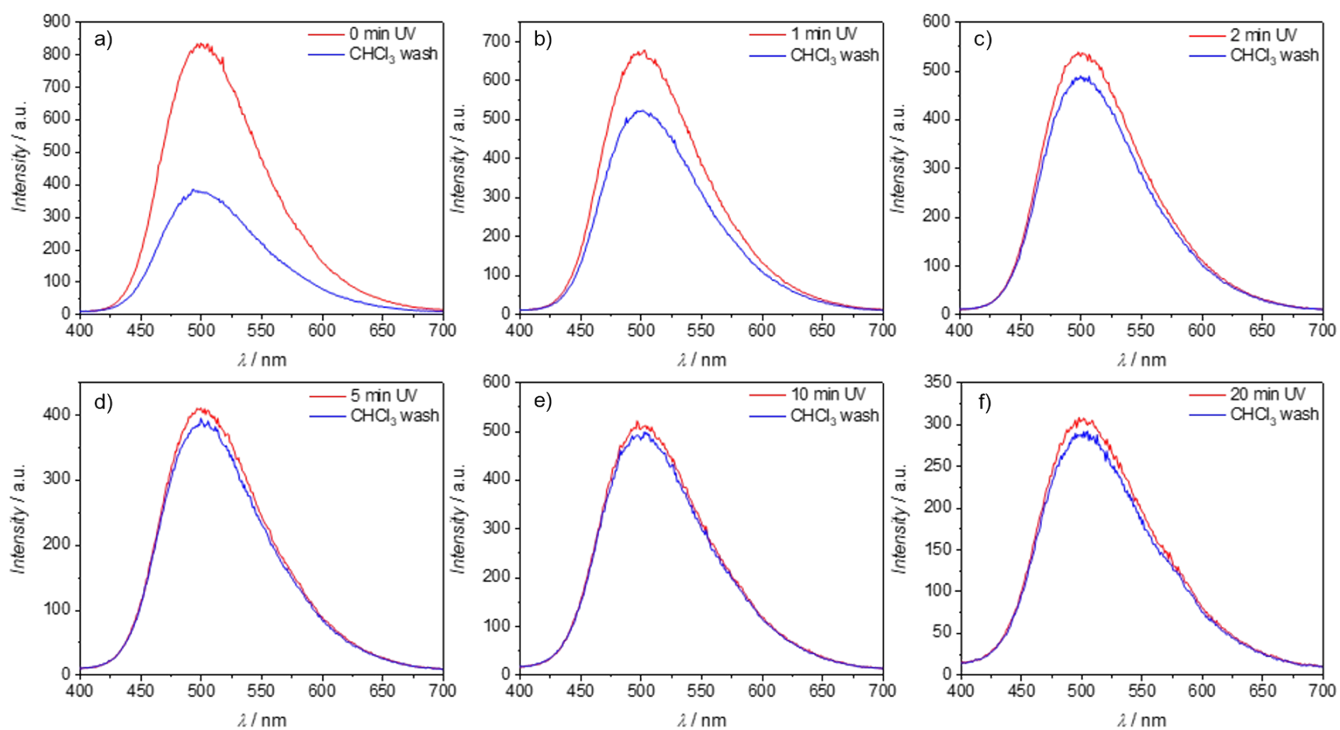 a)
0 min UV
CHCl₃ wash
900
800
700
600
500
400
300
200
100
0
Intensity / a.u.
400 450 500 550 600 650 700
λ / nm
b)
1 min UV
CHCl₃ wash
700
600
500
400
300
200
100
0
Intensity / a.u.
400 450 500 550 600 650 700
λ / nm
c)
2 min UV
CHCl₃ wash
600
500
400
300
200
100
0
Intensity / a.u.
400 450 500 550 600 650 700
λ / nm
d)
5 min UV
CHCl₃ wash
400
300
200
100
0
Intensity / a.u.
400 450 500 550 600 650 700
λ / nm
e)
10 min UV
CHCl₃ wash
600
500
400
300
200
100
0
Intensity / a.u.
400 450 500 550 600 650 700
λ / nm
f)
20 min UV
CHCl₃ wash
350
300
250
200
150
100
50
0
Intensity / a.u.
400 450 500 550 600 650 700
λ / nm